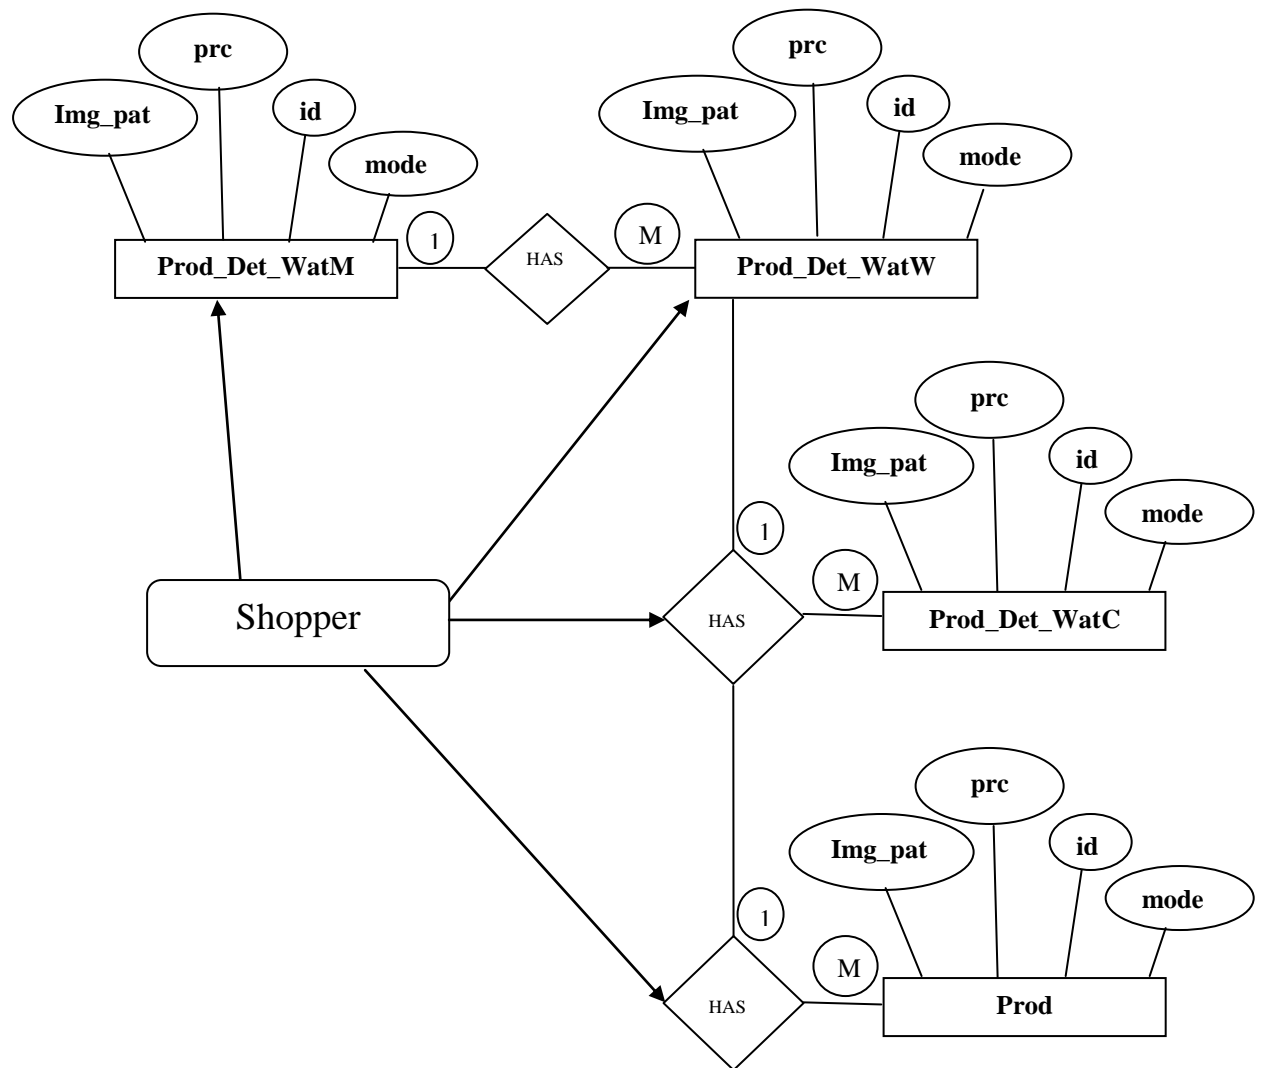 prc
Img_pat
id
mode
prc
Img_pat
id
mode
1
M
Prod_Det_WatM
HAS
Prod_Det_WatW
prc
Img_pat
id
mode
1
M
Shopper
HAS
Prod_Det_WatC
prc
Img_pat
id
mode
1
M
HAS
Prod